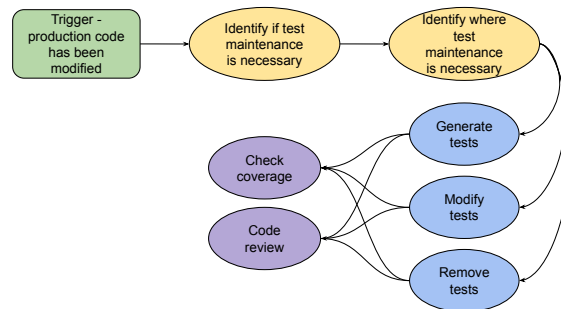 Trigger -
production code
has been
modified
Identify if test
maintenance
is necessary
Identify where
test
maintenance
is necessary
Generate
tests
Check
coverage
Modify
tests
Code
review
Remove
tests